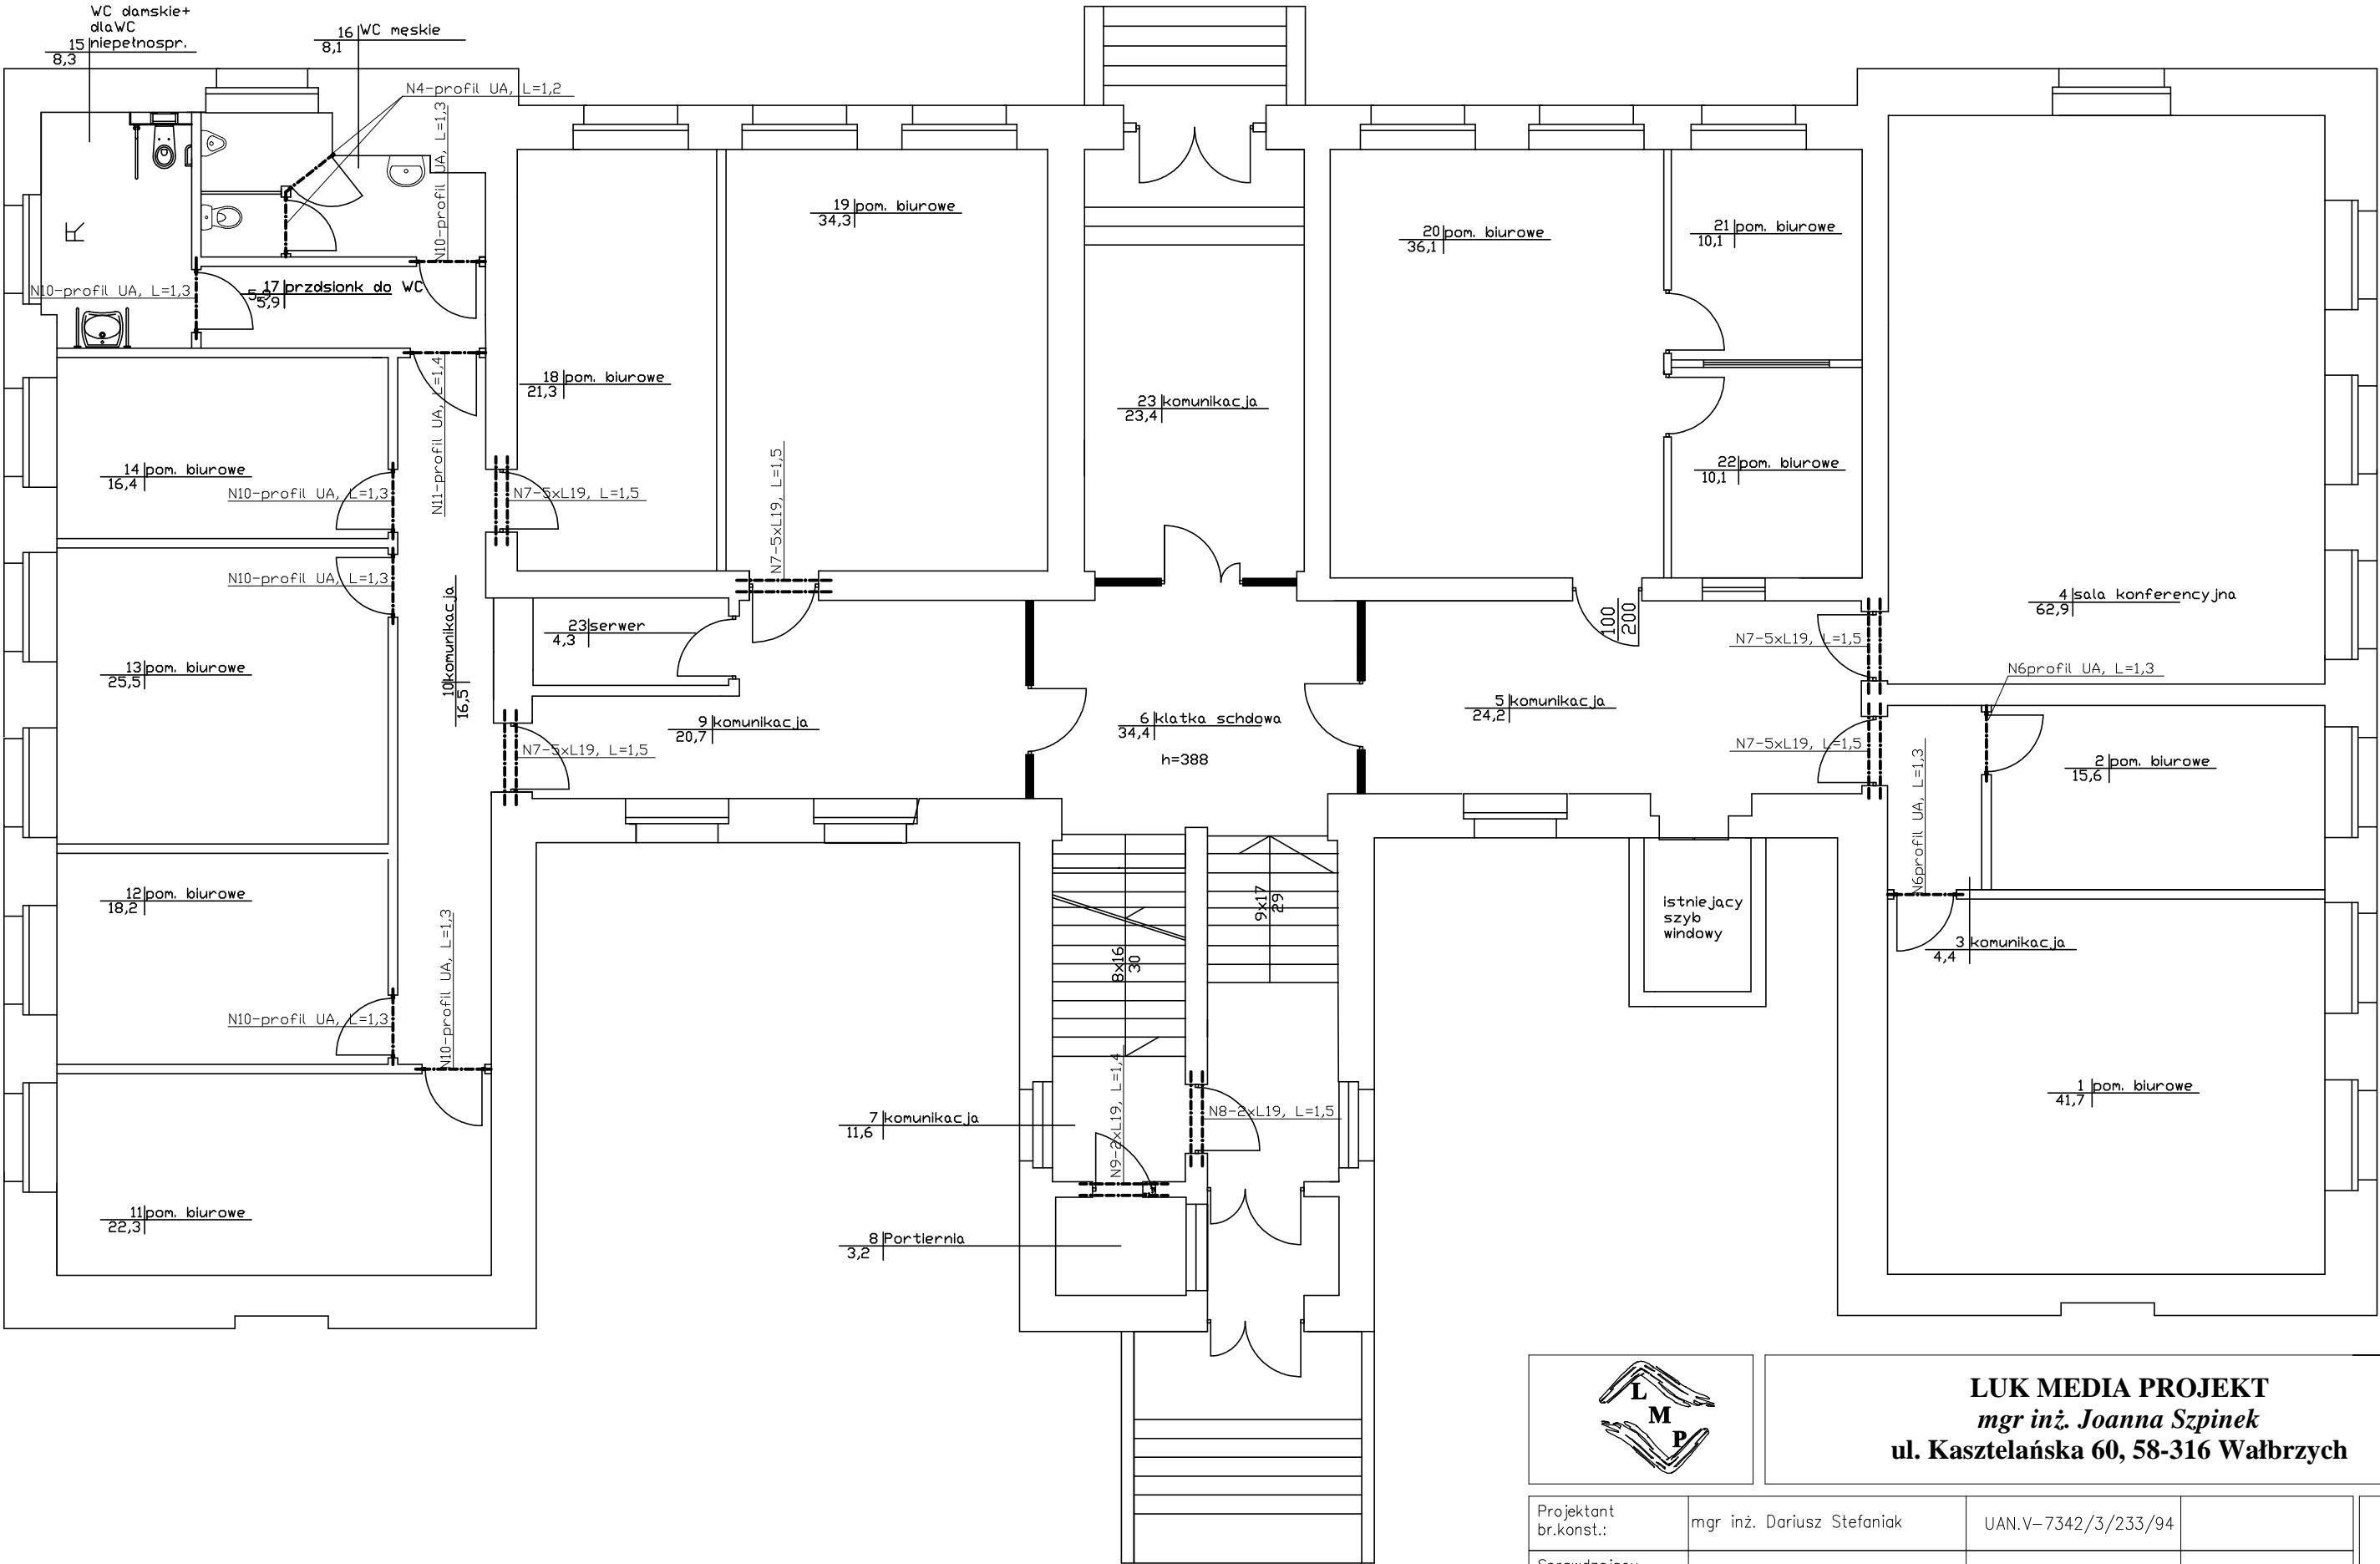 WC damskie+
dlaWC
15 niepełnospr.
8,3
16 WC męskie
8,1
N4-profil UA, L=1,2
N10-profil UA, L=1,3
N10-profil UA, L=1,3
17 przdsionk do WC
5,9
5,9
N11-profil UA, L=1,4
18 pom. biurowe
21,3
19 pom. biurowe
34,3
20 pom. biurowe
36,1
21 pom. biurowe
10,1
22 pom. biurowe
10,1
23 komunikacja
23,4
14 pom. biurowe
16,4
N10-profil UA, L=1,3
N7-5xL19, L=1,5
N7-5xL19, L=1,5
N10-profil UA, L=1,3
10 komunikacja
16,5
23 serwer
4,3
100
200
4 sala konferencyjna
62,9
N7-5xL19, L=1,5
N6profil UA, L=1,3
13 pom. biurowe
25,5
9 komunikacja
20,7
N7-5xL19, L=1,5
6 klatka schdowa
34,4
h=388
5 komunikacja
24,2
N7-5xL19, L=1,5
2 pom. biurowe
15,6
N6profil UA, L=1,3
12 pom. biurowe
18,2
N10-profil UA, L=1,3
N10-profil UA, L=1,3
8x16
30
9x17
29
istniejący
szyb
windowy
3 komunikacja
4,4
1 pom. biurowe
41,7
7 komunikacja
11,6
N9-2xL19, L=1,4
N8-2xL19, L=1,5
8 Portiernia
3,2
11 pom. biurowe
22,3
L
M
P
LUK MEDIA PROJEKT
mgr inż. Joanna Szpinek
ul. Kasztelańska 60, 58-316 Wałbrzych
Projektant
br.konst.:
mgr inż. Dariusz Stefaniak
UAN.V-7342/3/233/94